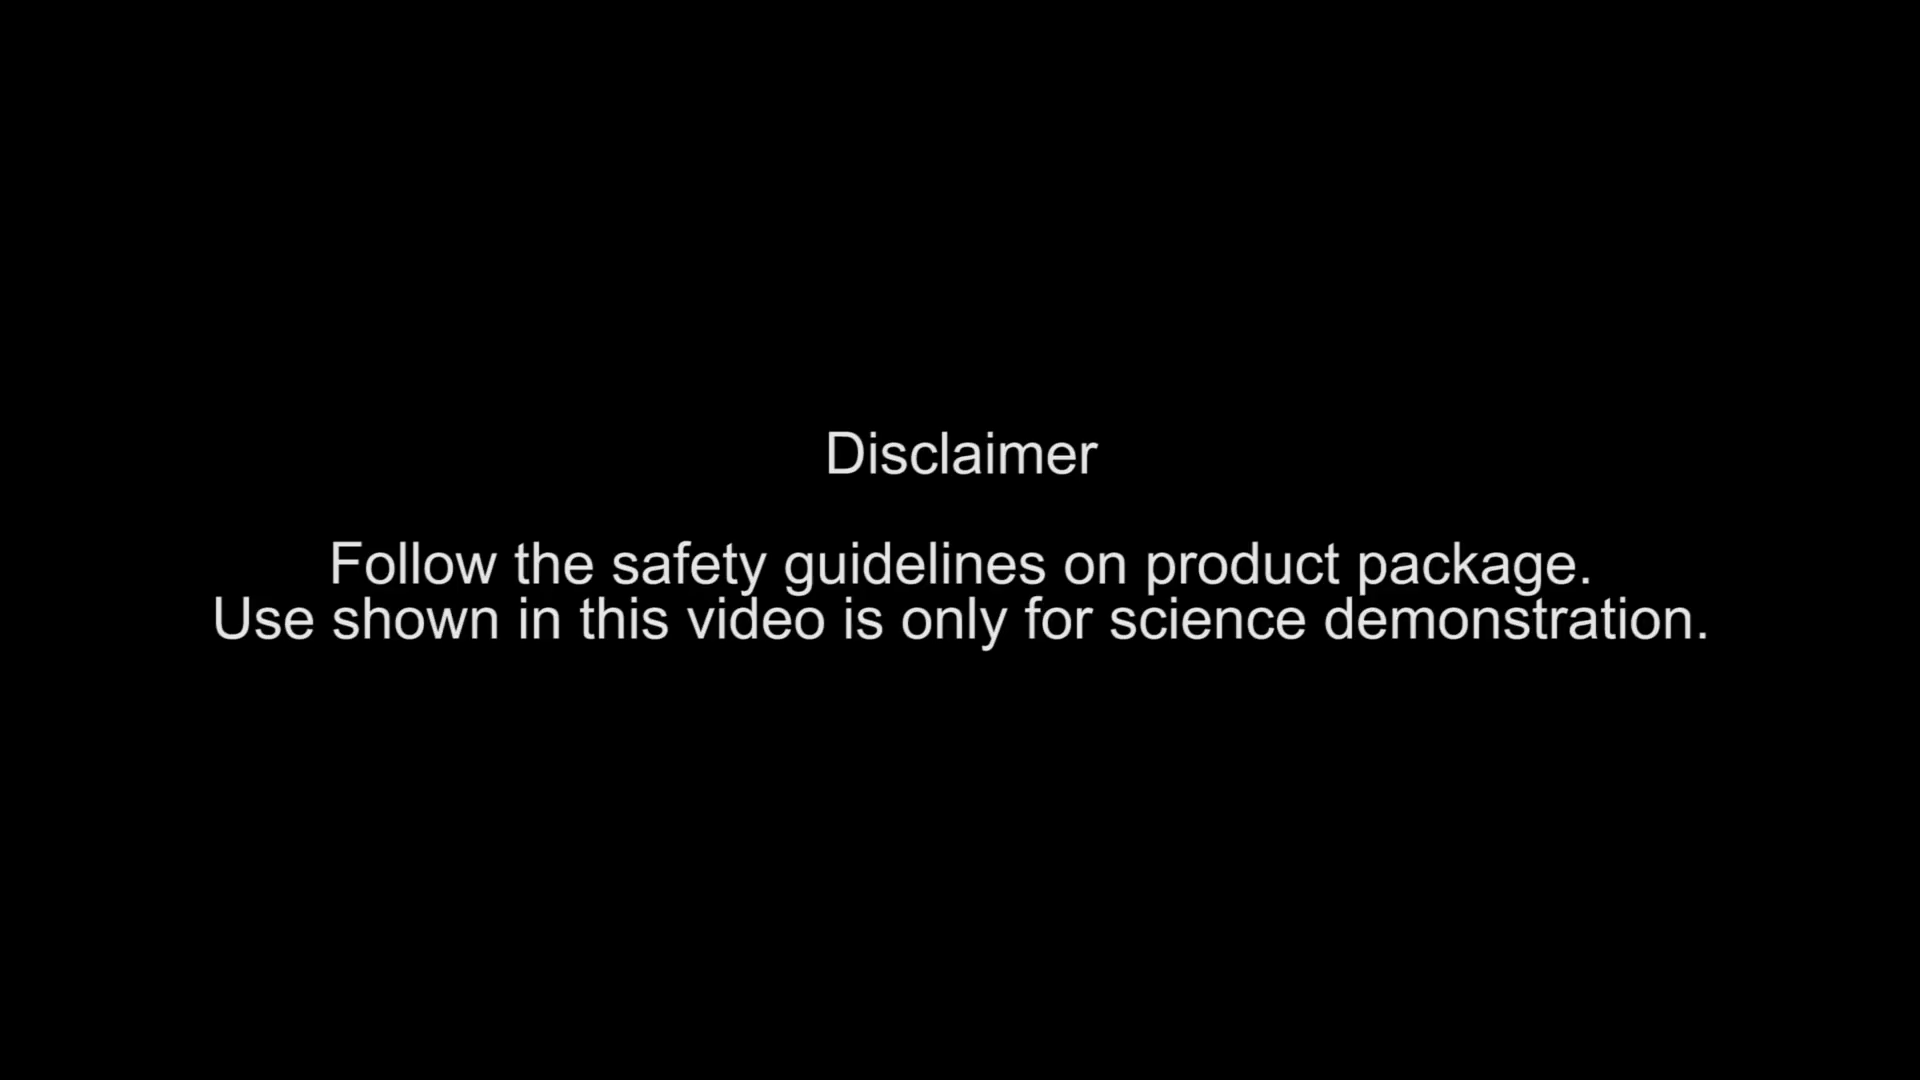 Disclaimer
Follow the safety guidelines on product package.
Use shown in this video is only for science demonstration.